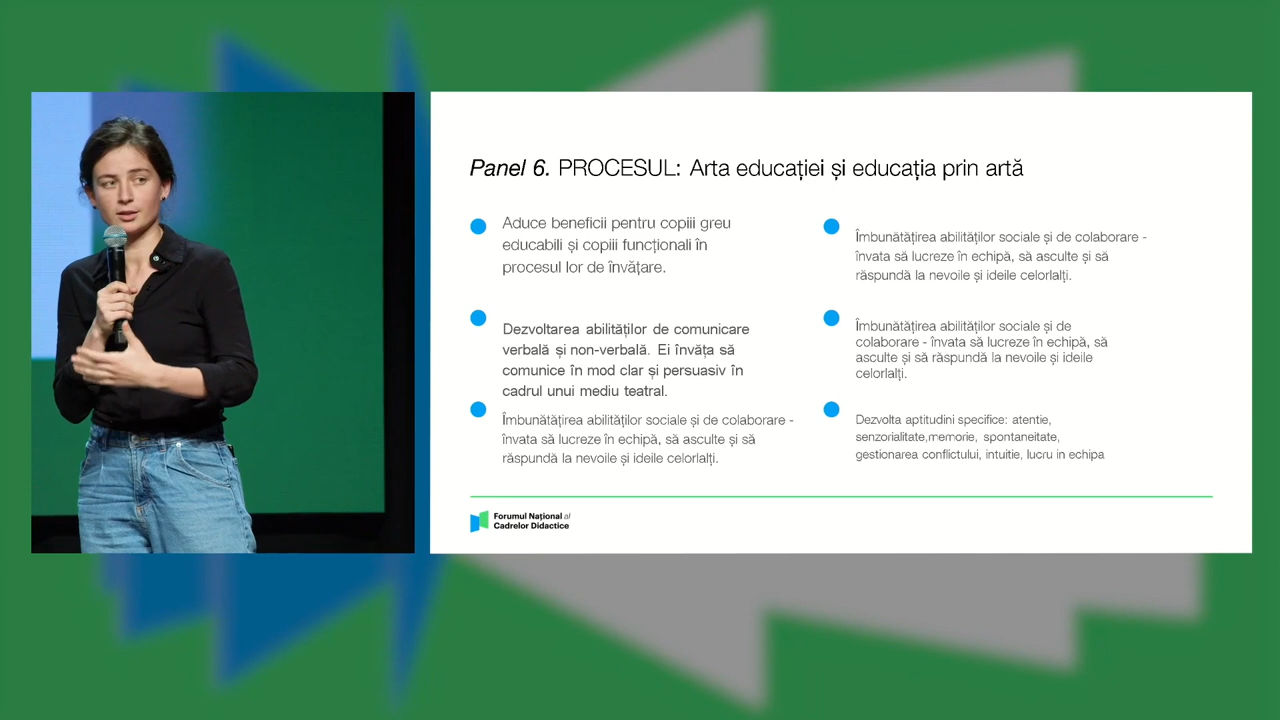 Panel 6. PROCESUL: Arta educației și educația prin artă
Aduce beneficii pentru copiii greu
educabili și copiii funcționali în
procesul lor de învățare.
Dezvoltarea abilităților de comunicare
verbală și non-verbală. Ei învăța să
comunice în mod clar și persuasiv în
cadrul unui mediu teatral.
Îmbunătățirea abilităților sociale și de colaborare -
învata să lucreze în echipă, să asculte și să
răspundă la nevoile și ideile celorlalți.
Îmbunătățirea abilităților sociale și de colaborare -
învata să lucreze în echipă, să asculte și să
răspundă la nevoile și ideile celorlalți.
Îmbunătățirea abilităților sociale și de
colaborare - învata să lucreze în echipă, să
asculte și să răspundă la nevoile și ideile
celorlalți.
Dezvolta aptitudini specifice: atentie,
senzorialitate,memorie, spontaneitate,
gestionarea conflictului, intuitie, lucru in echipa
Forumul Național al
Cadrelor Didactice